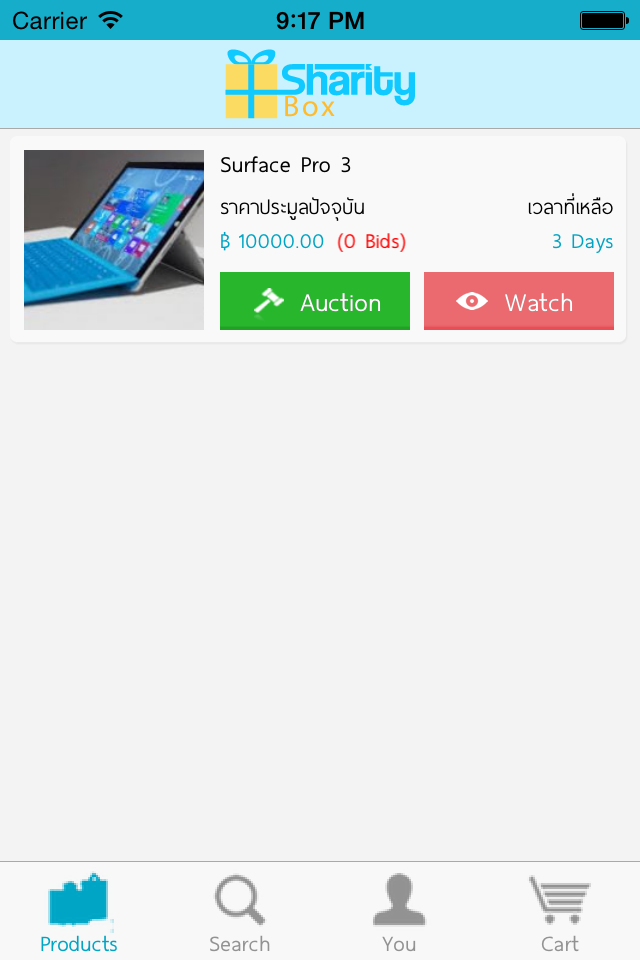 Carrier 9:17 PM
Sharity
Box
Surface Pro 3
ราคาประมูลปัจจุบัน เวลาที่เหลือ
฿ 10000.00 (0 Bids) 3 Days
Auction Watch
Products Search You Cart